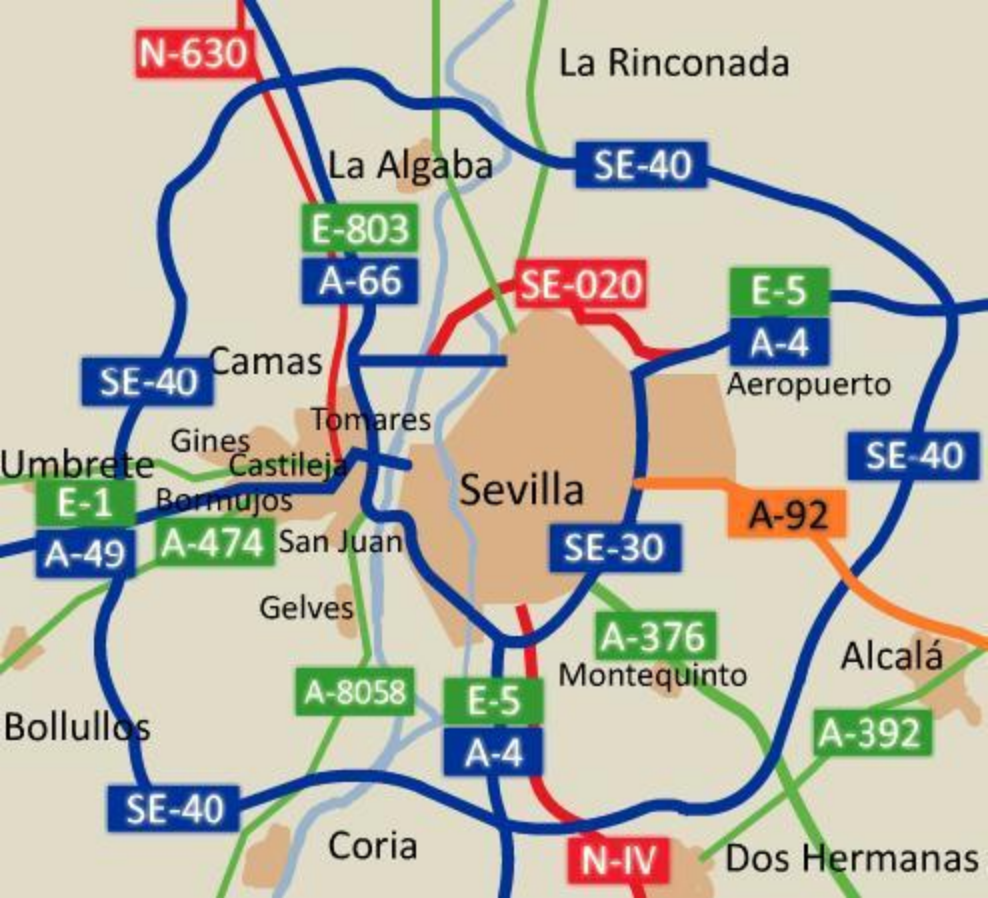 N-630
La Rinconada
La Algaba
SE-40
E-803
A-66
SE-020
E-5
A-4
Camas
SE-40
Aeropuerto
Tomares
Gines
Umbrete
Castileja
SE-40
E-1
Bormujos
Sevilla
A-92
A-49
A-474
San Juan
SE-30
Gelves
A-376
Alcalá
Montequinto
A-8058
E-5
Bollullos
A-392
A-4
SE-40
Coria
N-IV
Dos Hermanas